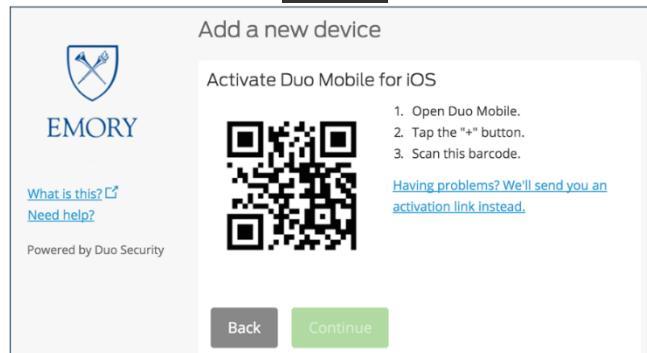 Add a new device
EMORY
What is this?
Need help?
Powered by Duo Security
Activate Duo Mobile for iOS
1. Open Duo Mobile.
2. Tap the "+" button.
3. Scan this barcode.
Having problems? We'll send you an
activation link instead.
Back
Continue